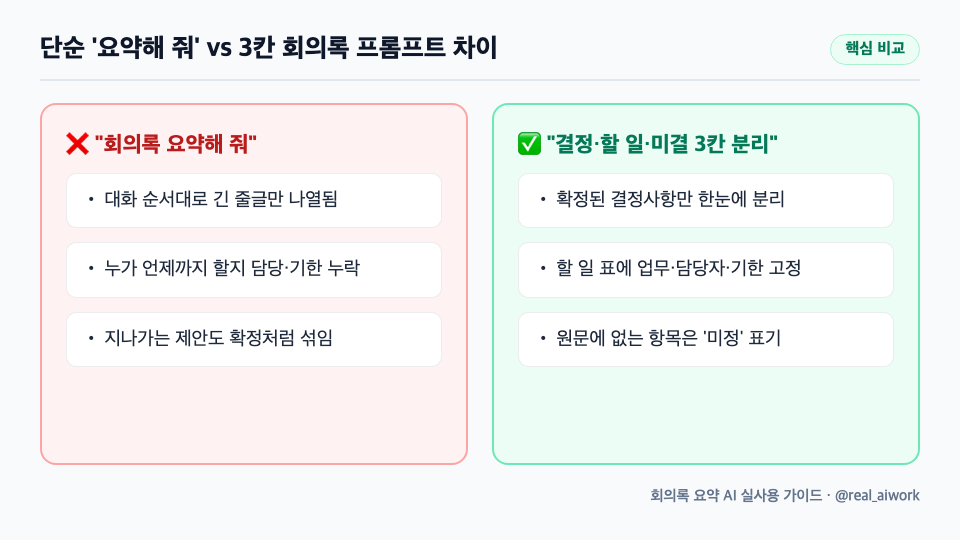 단순 '요약해 줘' vs 3칸 회의록 프롬프트 차이
핵심 비교
❌ "회의록 요약해 줘"
• 대화 순서대로 긴 줄글만 나열됨
• 누가 언제까지 할지 담당·기한 누락
• 지나가는 제안도 확정처럼 섞임
✅ "결정·할 일·미결 3칸 분리"
• 확정된 결정사항만 한눈에 분리
• 할 일 표에 업무·담당자·기한 고정
• 원문에 없는 항목은 '미정' 표기
회의록 요약 AI 실사용 가이드 · @real_aiwork